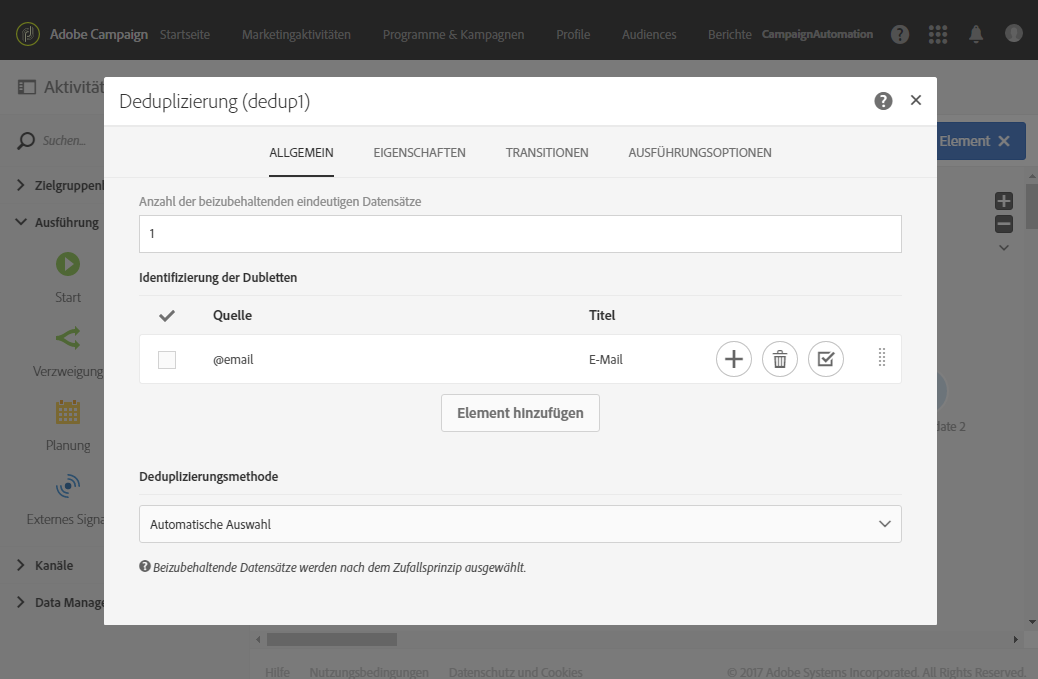 Adobe Campaign Startseite Marketingaktivitäten Programme & Kampagnen Profile Audiences Berichte CampaignAutomation
Aktivität
Deduplizierung (dedup1)
Suchen...
Element
ALLGEMEIN EIGENSCHAFTEN TRANSITIONEN AUSFÜHRUNGSOPTIONEN
Zielgruppen
Anzahl der beizubehaltenden eindeutigen Datensätze
Ausführung
1
Identifizierung der Dubletten
Start
Quelle Titel
@email E-Mail
Verzweigung
Element hinzufügen
date 2
Planung
Deduplizierungsmethode
Externes Signa
Automatische Auswahl
Kanäle
Beizubehaltende Datensätze werden nach dem Zufallsprinzip ausgewählt.
Data Manage
Hilfe Nutzungsbedingungen Datenschutz und Cookies © 2017 Adobe Systems Incorporated. All Rights Reserved.